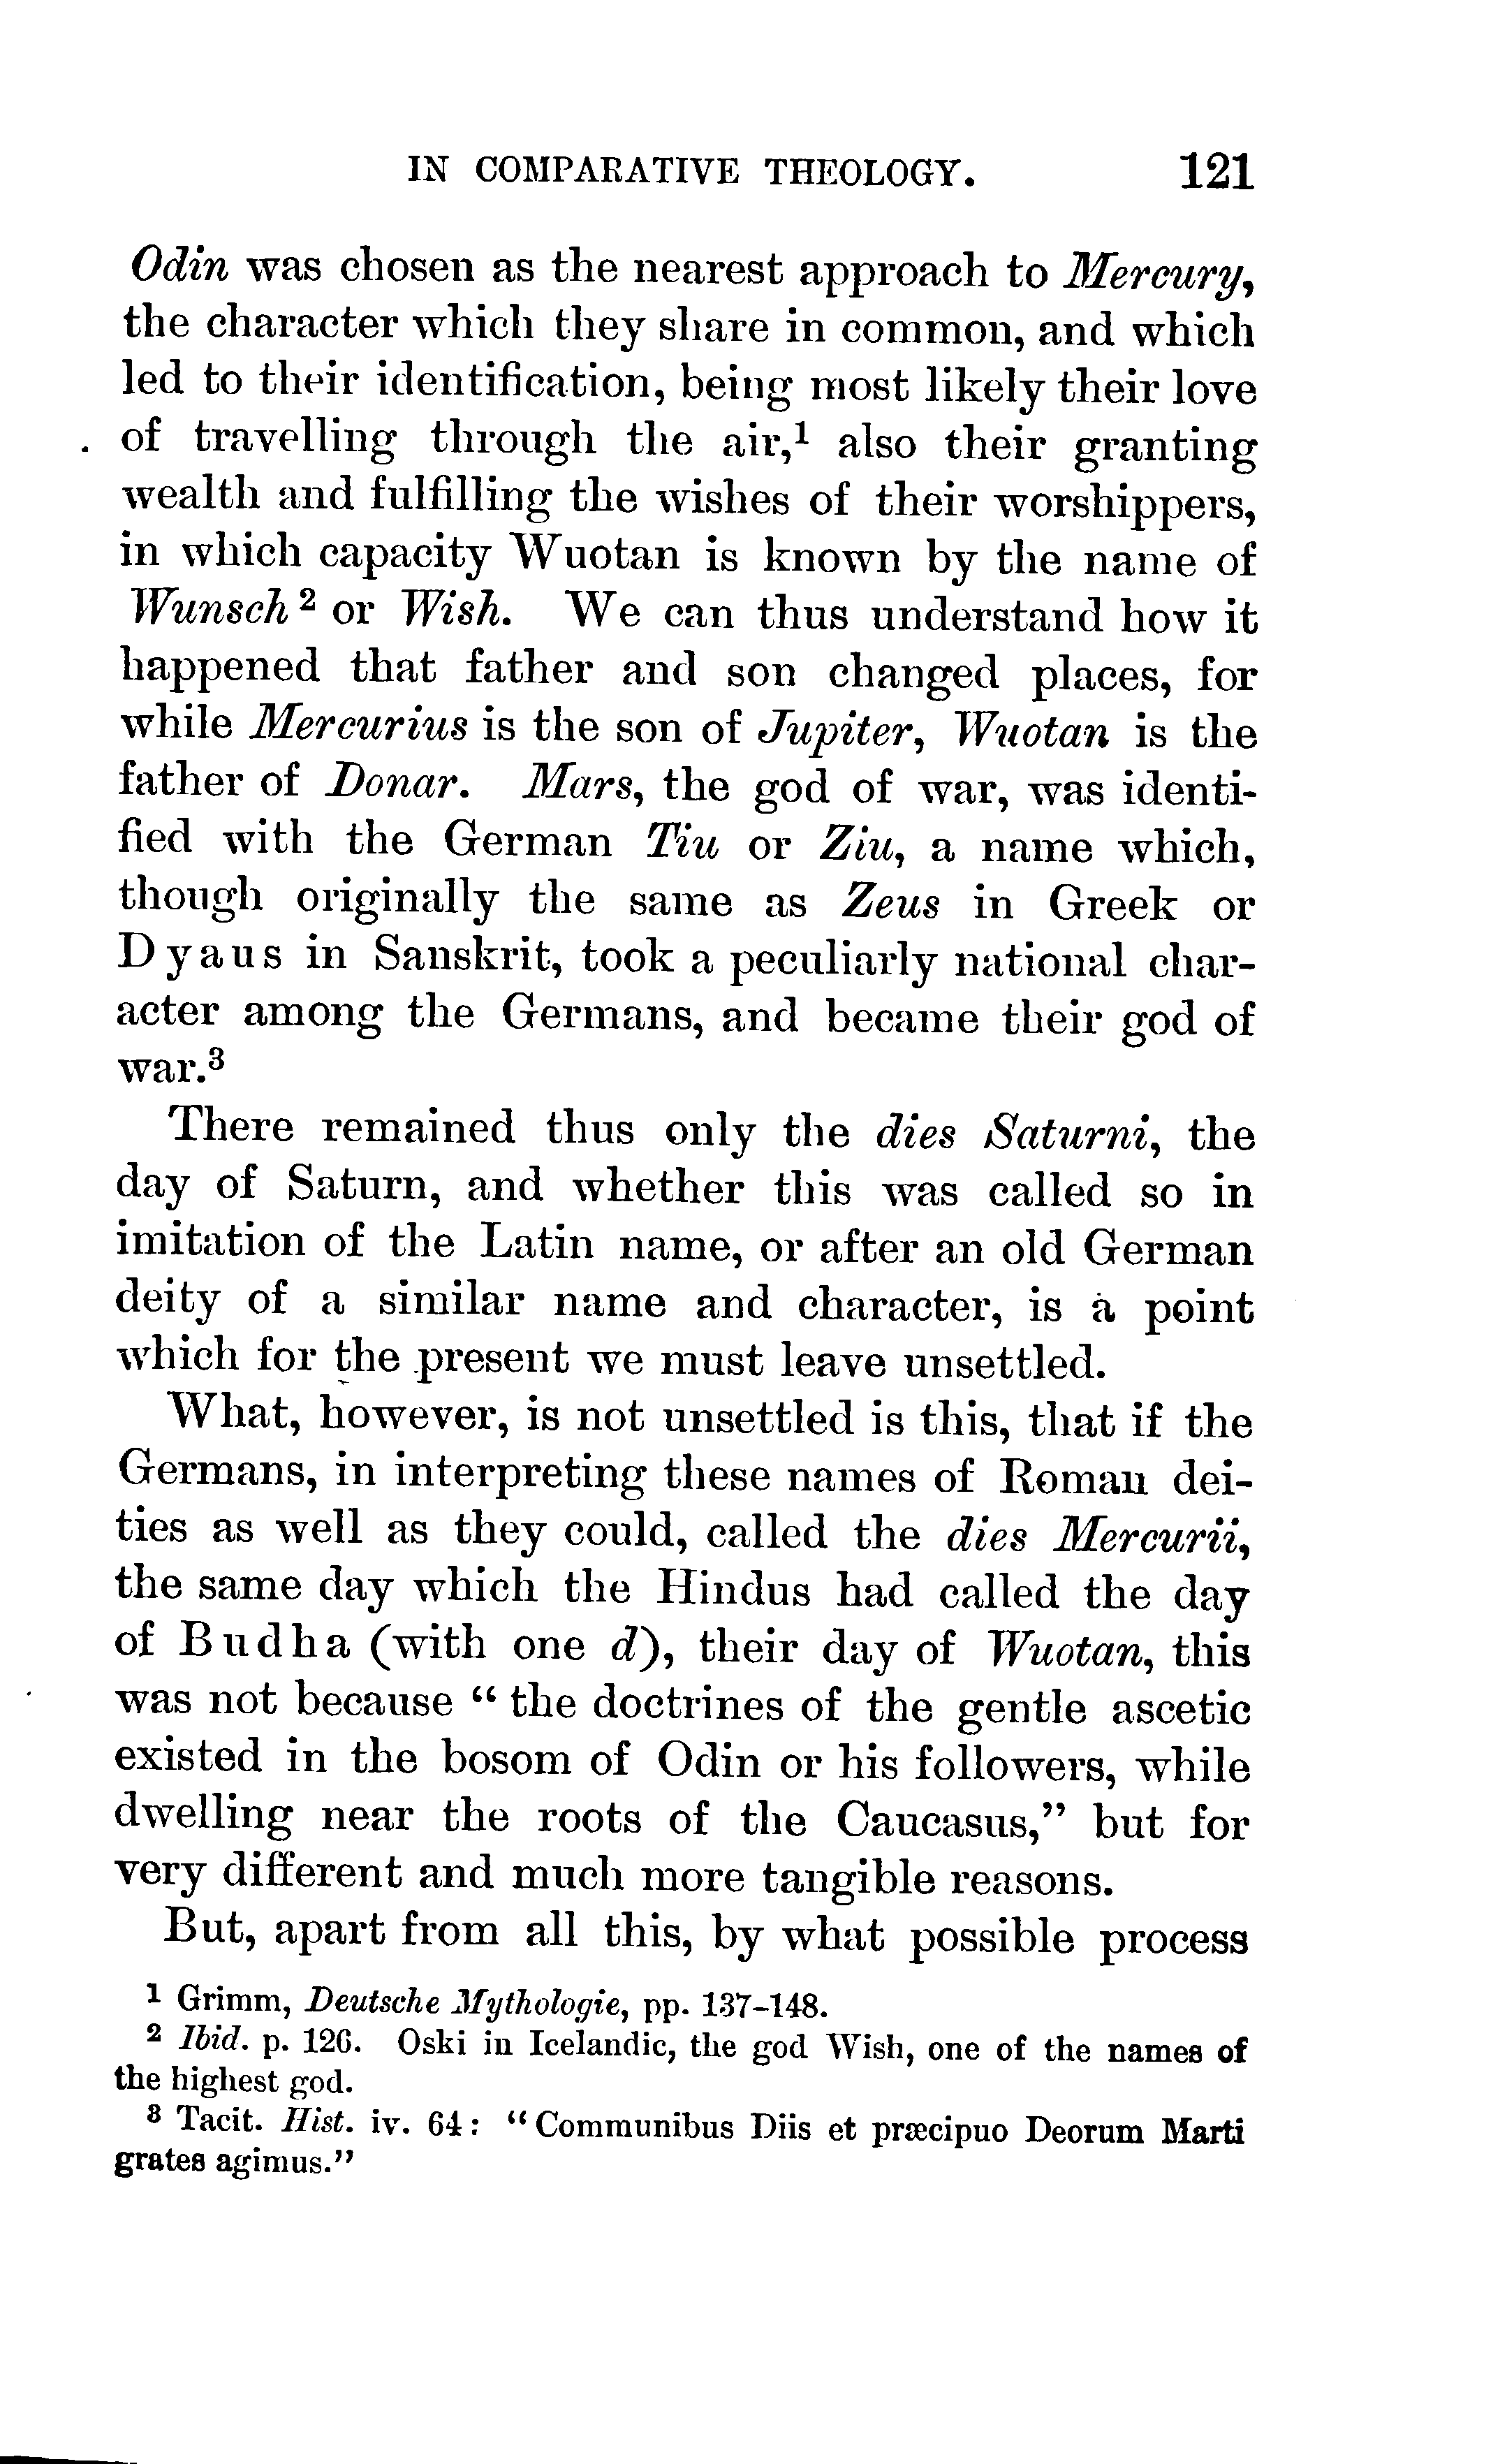 IN COMPARATIVE THEOLOGY. 121
Odin was chosen as the nearest approach to Mercury,
the character which they share in common, and which
led to their identification, being most likely their love
of travelling through the air,¹ also their granting
wealth and fulfilling the wishes of their worshippers,
in which capacity Wuotan is known by the name of
Wunsch ² or Wish. We can thus understand how it
happened that father and son changed places, for
while Mercurius is the son of Jupiter, Wuotan is the
father of Donar. Mars, the god of war, was identi-
fied with the German Tiu or Ziu, a name which,
though originally the same as Zeus in Greek or
Dyaus in Sanskrit, took a peculiarly national char-
acter among the Germans, and became their god of
war.³
There remained thus only the dies Saturni, the
day of Saturn, and whether this was called so in
imitation of the Latin name, or after an old German
deity of a similar name and character, is a point
which for the present we must leave unsettled.
What, however, is not unsettled is this, that if the
Germans, in interpreting these names of Roman dei-
ties as well as they could, called the dies Mercurii,
the same day which the Hindus had called the day
of Budha (with one d), their day of Wuotan, this
was not because “ the doctrines of the gentle ascetic
existed in the bosom of Odin or his followers, while
dwelling near the roots of the Caucasus,” but for
very different and much more tangible reasons.
But, apart from all this, by what possible process
¹ Grimm, Deutsche Mythologie, pp. 137–148.
² Ibid. p. 126. Oski in Icelandic, the god Wish, one of the names of
the highest god.
³ Tacit. Hist. iv. 64: “Communibus Diis et præcipuo Deorum Marti
grates agimus.”